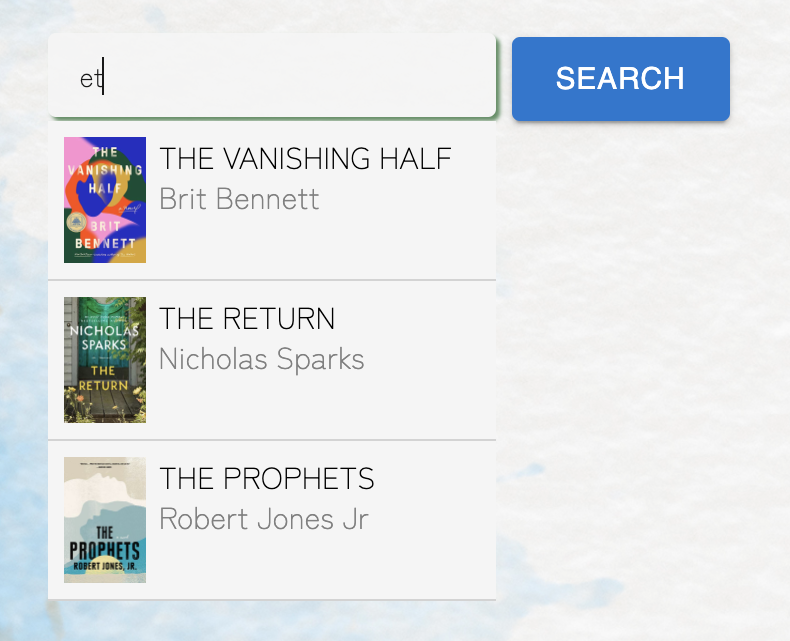 et
SEARCH
THE
VANISHING
HALF
a novel
BRIT
BENNETT
THE VANISHING HALF
Brit Bennett
NICHOLAS
SPARKS
THE
RETURN
THE RETURN
Nicholas Sparks
THE
PROPHETS
ROBERT JONES, JR.
THE PROPHETS
Robert Jones Jr